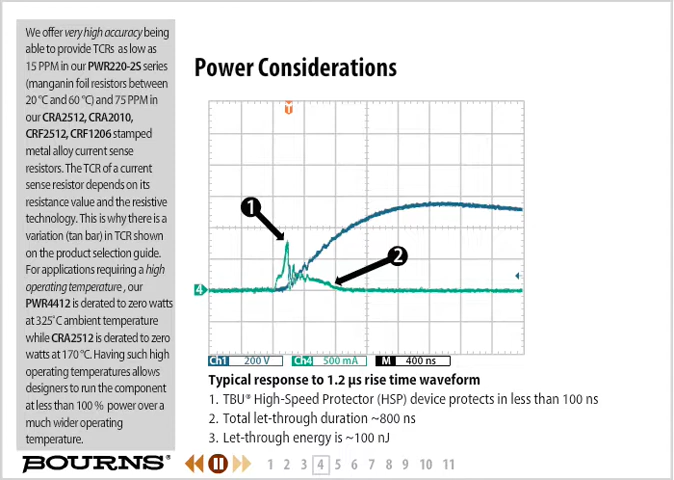 We offer very high accuracy being
able to provide TCRs as low as
15 PPM in our PWR220-2S series
(manganin foil resistors between
20 °C and 60 °C) and 75 PPM in
our CRA2512, CRA2010,
CRF2512, CRF1206 stamped
metal alloy current sense
resistors. The TCR of a current
sense resistor depends on its
resistance value and the resistive
technology. This is why there is a
variation (tan bar) in TCR shown
on the product selection guide.
For applications requiring a high
operating temperature, our
PWR4412 is derated to zero watts
at 325˚C ambient temperature
while CRA2512 is derated to zero
watts at 170 °C. Having such high
operating temperatures allows
designers to run the component
at less than 100 % power over a
much wider operating
temperature.
Power Considerations
T
1
2
4
Ch1 200 V Ch4 500 mA M 400 ns
Typical response to 1.2 µs rise time waveform
1. TBU® High-Speed Protector (HSP) device protects in less than 100 ns
2. Total let-through duration ~800 ns
3. Let-through energy is ~100 nJ
BOURNS®
1 2 3 4 5 6 7 8 9 10 11